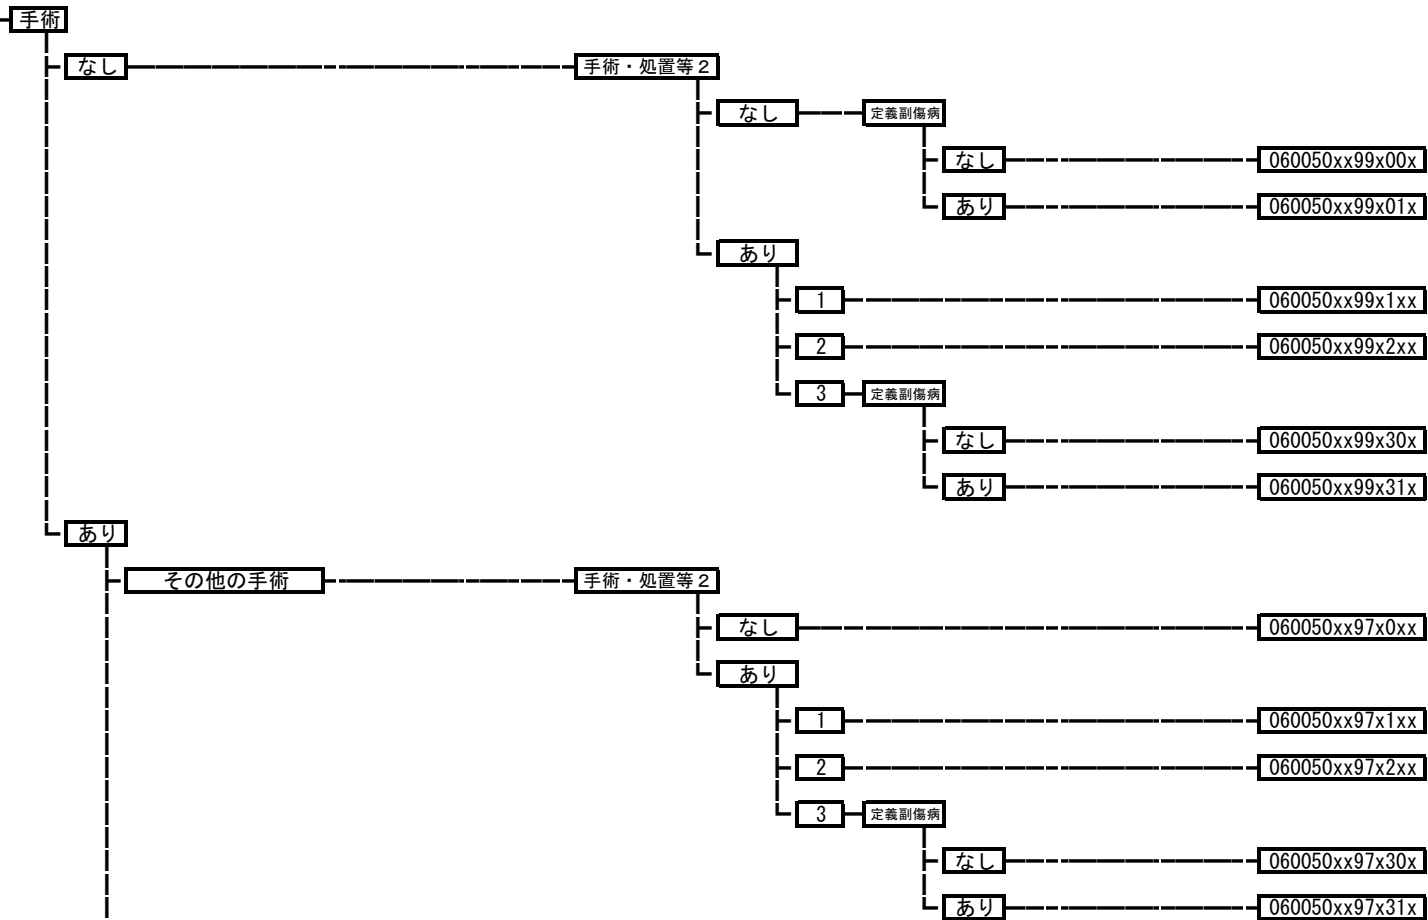 手術
なし 手術・処置等２
なし 定義副傷病
なし 060050xx99x00x
あり 060050xx99x01x
あり
1 060050xx99x1xx
2 060050xx99x2xx
3 定義副傷病
なし 060050xx99x30x
あり 060050xx99x31x
あり
その他の手術 手術・処置等２
なし 060050xx97x0xx
あり
1 060050xx97x1xx
2 060050xx97x2xx
3 定義副傷病
なし 060050xx97x30x
あり 060050xx97x31x